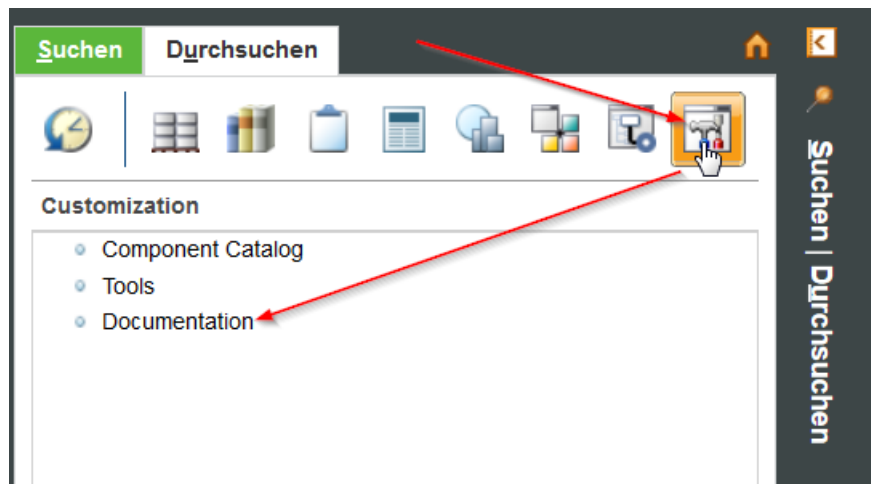 Suchen
Durchsuchen
Customization
Component Catalog
Tools
Documentation
Suchen | Durchsuchen